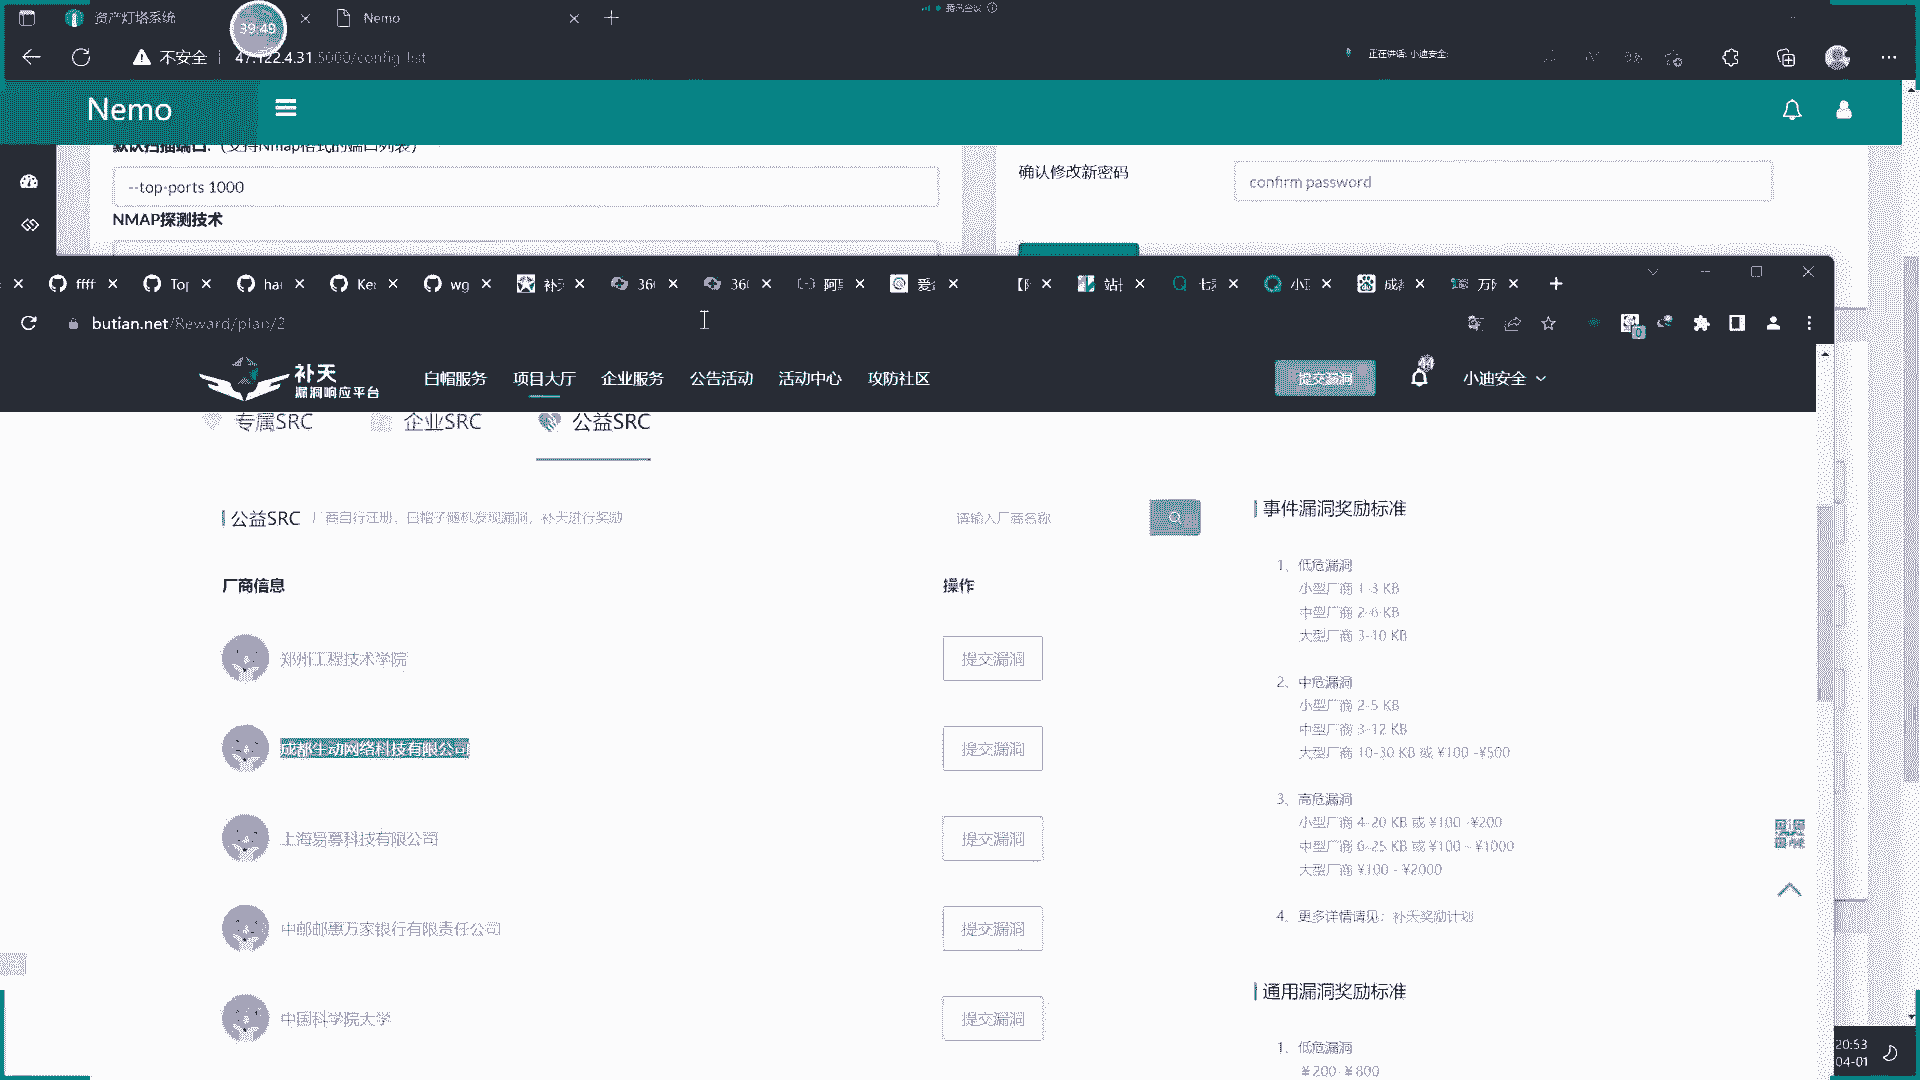 资产灯塔系统
39:49
Nemo
腾讯会议
不安全
47.122.4.31:5000/config-list
正在讲话: 小迪安全:
Nemo
默认扫描端口:（支持Nmap格式的端口列表）
--top-ports 1000
NMAP探测技术
确认修改新密码
confirm password
ffff
Top
hai
wg
补天
360
360
站长
成都
butian.net/Reward/plan/2
补天
漏洞响应平台
白帽服务
项目大厅
企业服务
公告活动
活动中心
攻防社区
提交漏洞
小迪安全
专属SRC
企业SRC
公益SRC
公益SRC
厂商自行注册，白帽子随机发现漏洞，补天进行奖励
请输入厂商名称
厂商信息
操作
郑州工程技术学院
提交漏洞
成都生动网络科技有限公司
提交漏洞
上海易募科技有限公司
提交漏洞
中邮邮惠万家银行有限责任公司
提交漏洞
中国科学院大学
提交漏洞
事件漏洞奖励标准
1、低危漏洞
小型厂商 1-3 KB
中型厂商 2-6 KB
大型厂商 3-10 KB
2、中危漏洞
小型厂商 2-5 KB
中型厂商 3-12 KB
大型厂商 10-30 KB 或 ¥100 -¥500
3、高危漏洞
小型厂商 4-20 KB 或 ¥100 -¥200
中型厂商 6-25 KB 或 ¥100 - ¥1000
大型厂商 ¥100 - ¥2000
4、更多详情请见：补天奖励计划
通用漏洞奖励标准
1、低危漏洞
¥200-¥800
20:53
04-01